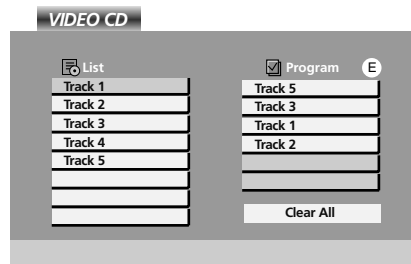 VIDEO CD
List
Track 1
Track 2
Track 3
Track 4
Track 5
Program E
Track 5
Track 3
Track 1
Track 2
Clear All